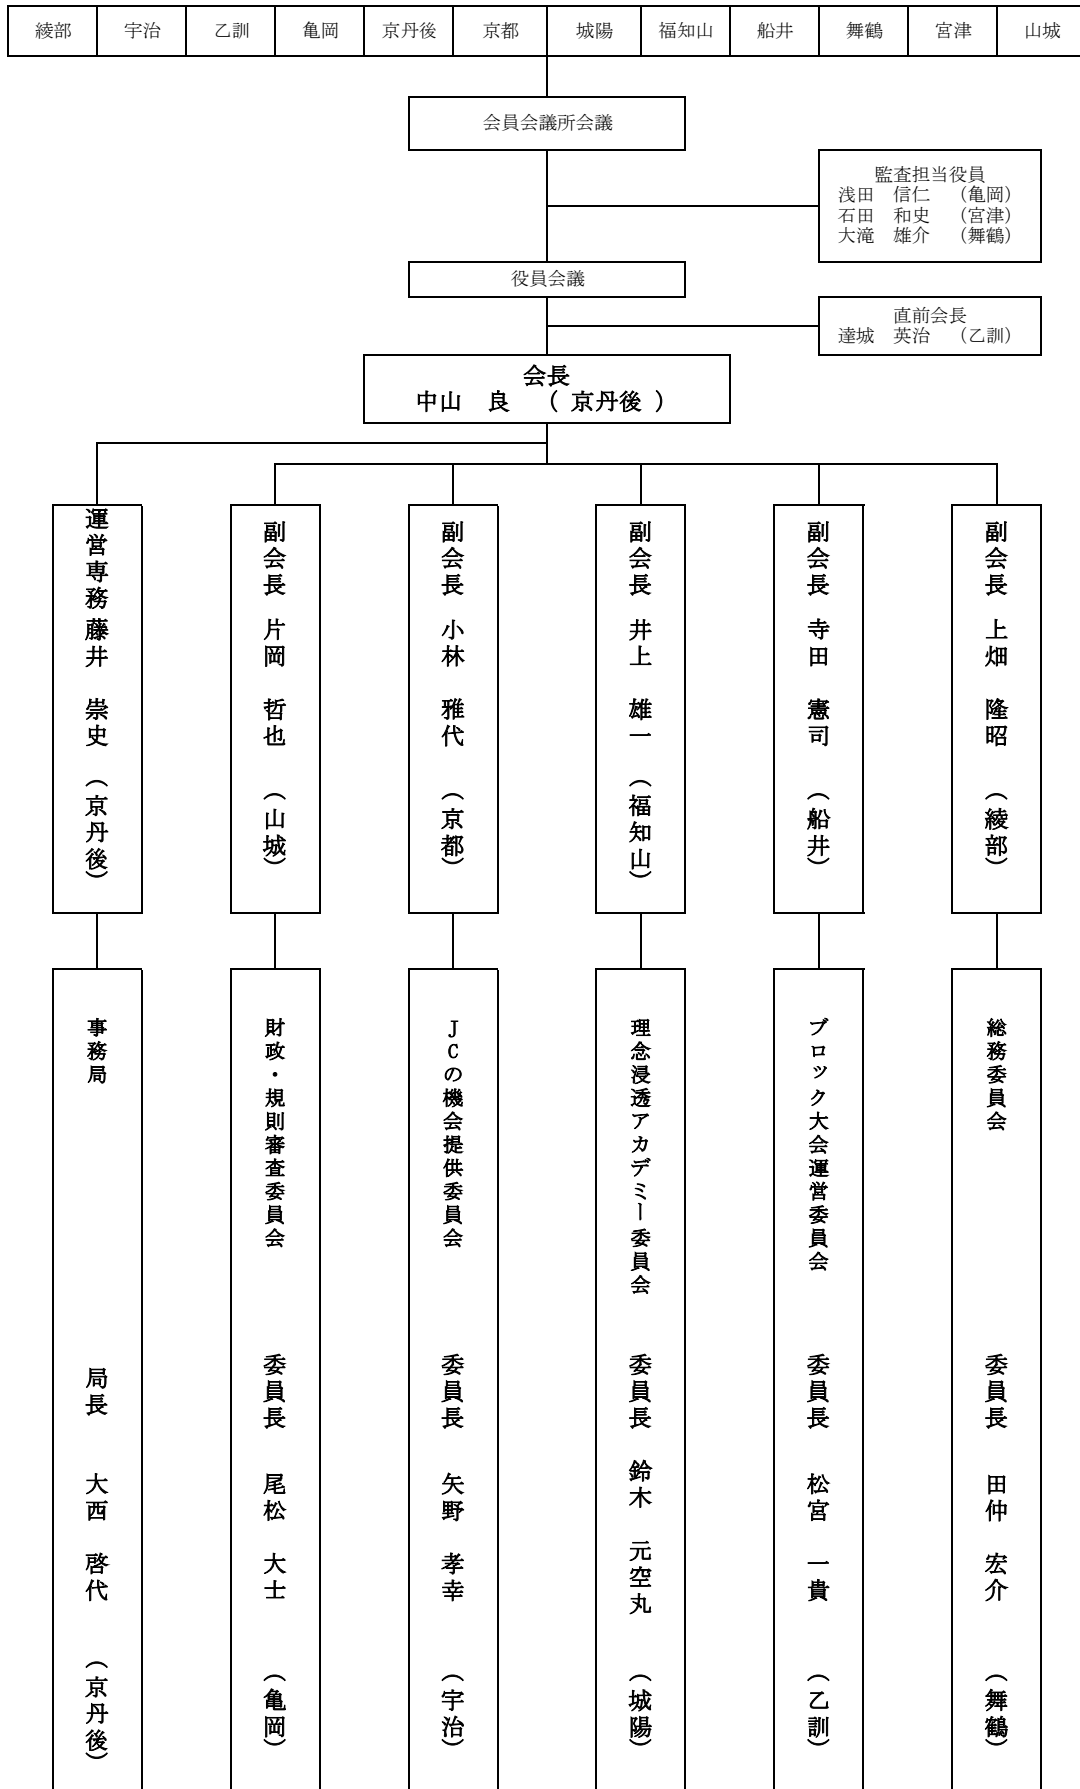 綾部 宇治 乙訓 亀岡 京丹後 京都 城陽 福知山 船井 舞鶴 宮津 山城
会員会議所会議
監査担当役員
浅田　信仁　（亀岡）
石田　和史　（宮津）
大滝　雄介　（舞鶴）
役員会議
直前会長
達城　英治　（乙訓）
会長
中山　良　（ 京丹後 ）
運営専務 藤井　崇史　（京丹後）
副会長 片岡　哲也　（山城）
副会長 小林　雅代　（京都）
副会長 井上　雄一　（福知山）
副会長 寺田　憲司　（船井）
副会長 上畑　隆昭　（綾部）
事務局　局長　大西　啓代　（京丹後）
財政・規則審査委員会　委員長　尾松　大士　（亀岡）
JCの機会提供委員会　委員長　矢野　孝幸　（宇治）
理念浸透アカデミー委員会　委員長　鈴木　元空丸　（城陽）
ブロック大会運営委員会　委員長　松宮　一貴　（乙訓）
総務委員会　委員長　田仲　宏介　（舞鶴）